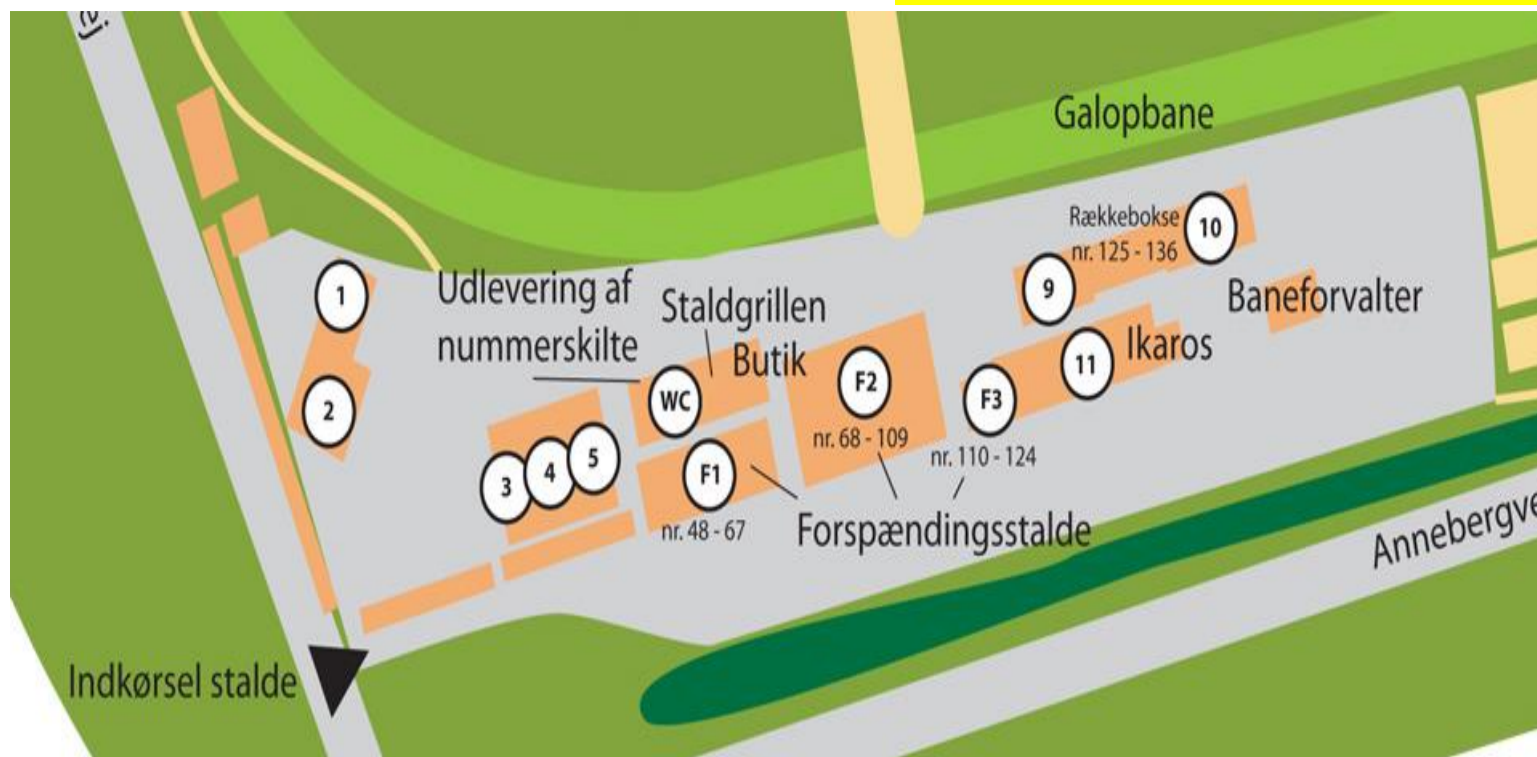 Galopbane
Rækkebokse
nr. 125 - 136
10
9
1
Udlevering af
nummerskilte
Staldgrillen
Butik
Baneforvalter
Ikaros
11
F2
F3
2
WC
nr. 68 - 109
nr. 110 - 124
3
4
5
F1
nr. 48 - 67
Forspændingsstalde
Indkørsel stalde